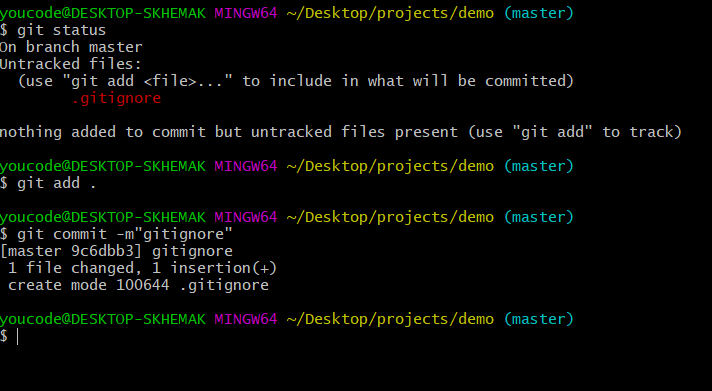 youcode@DESKTOP-SKHEMAK MINGW64 ~/Desktop/projects/demo (master)
$ git status
On branch master
Untracked files:
  (use "git add <file>..." to include in what will be committed)
        .gitignore

nothing added to commit but untracked files present (use "git add" to track)

youcode@DESKTOP-SKHEMAK MINGW64 ~/Desktop/projects/demo (master)
$ git add .

youcode@DESKTOP-SKHEMAK MINGW64 ~/Desktop/projects/demo (master)
$ git commit -m"gitignore"
[master 9c6dbb3] gitignore
 1 file changed, 1 insertion(+)
 create mode 100644 .gitignore

youcode@DESKTOP-SKHEMAK MINGW64 ~/Desktop/projects/demo (master)
$